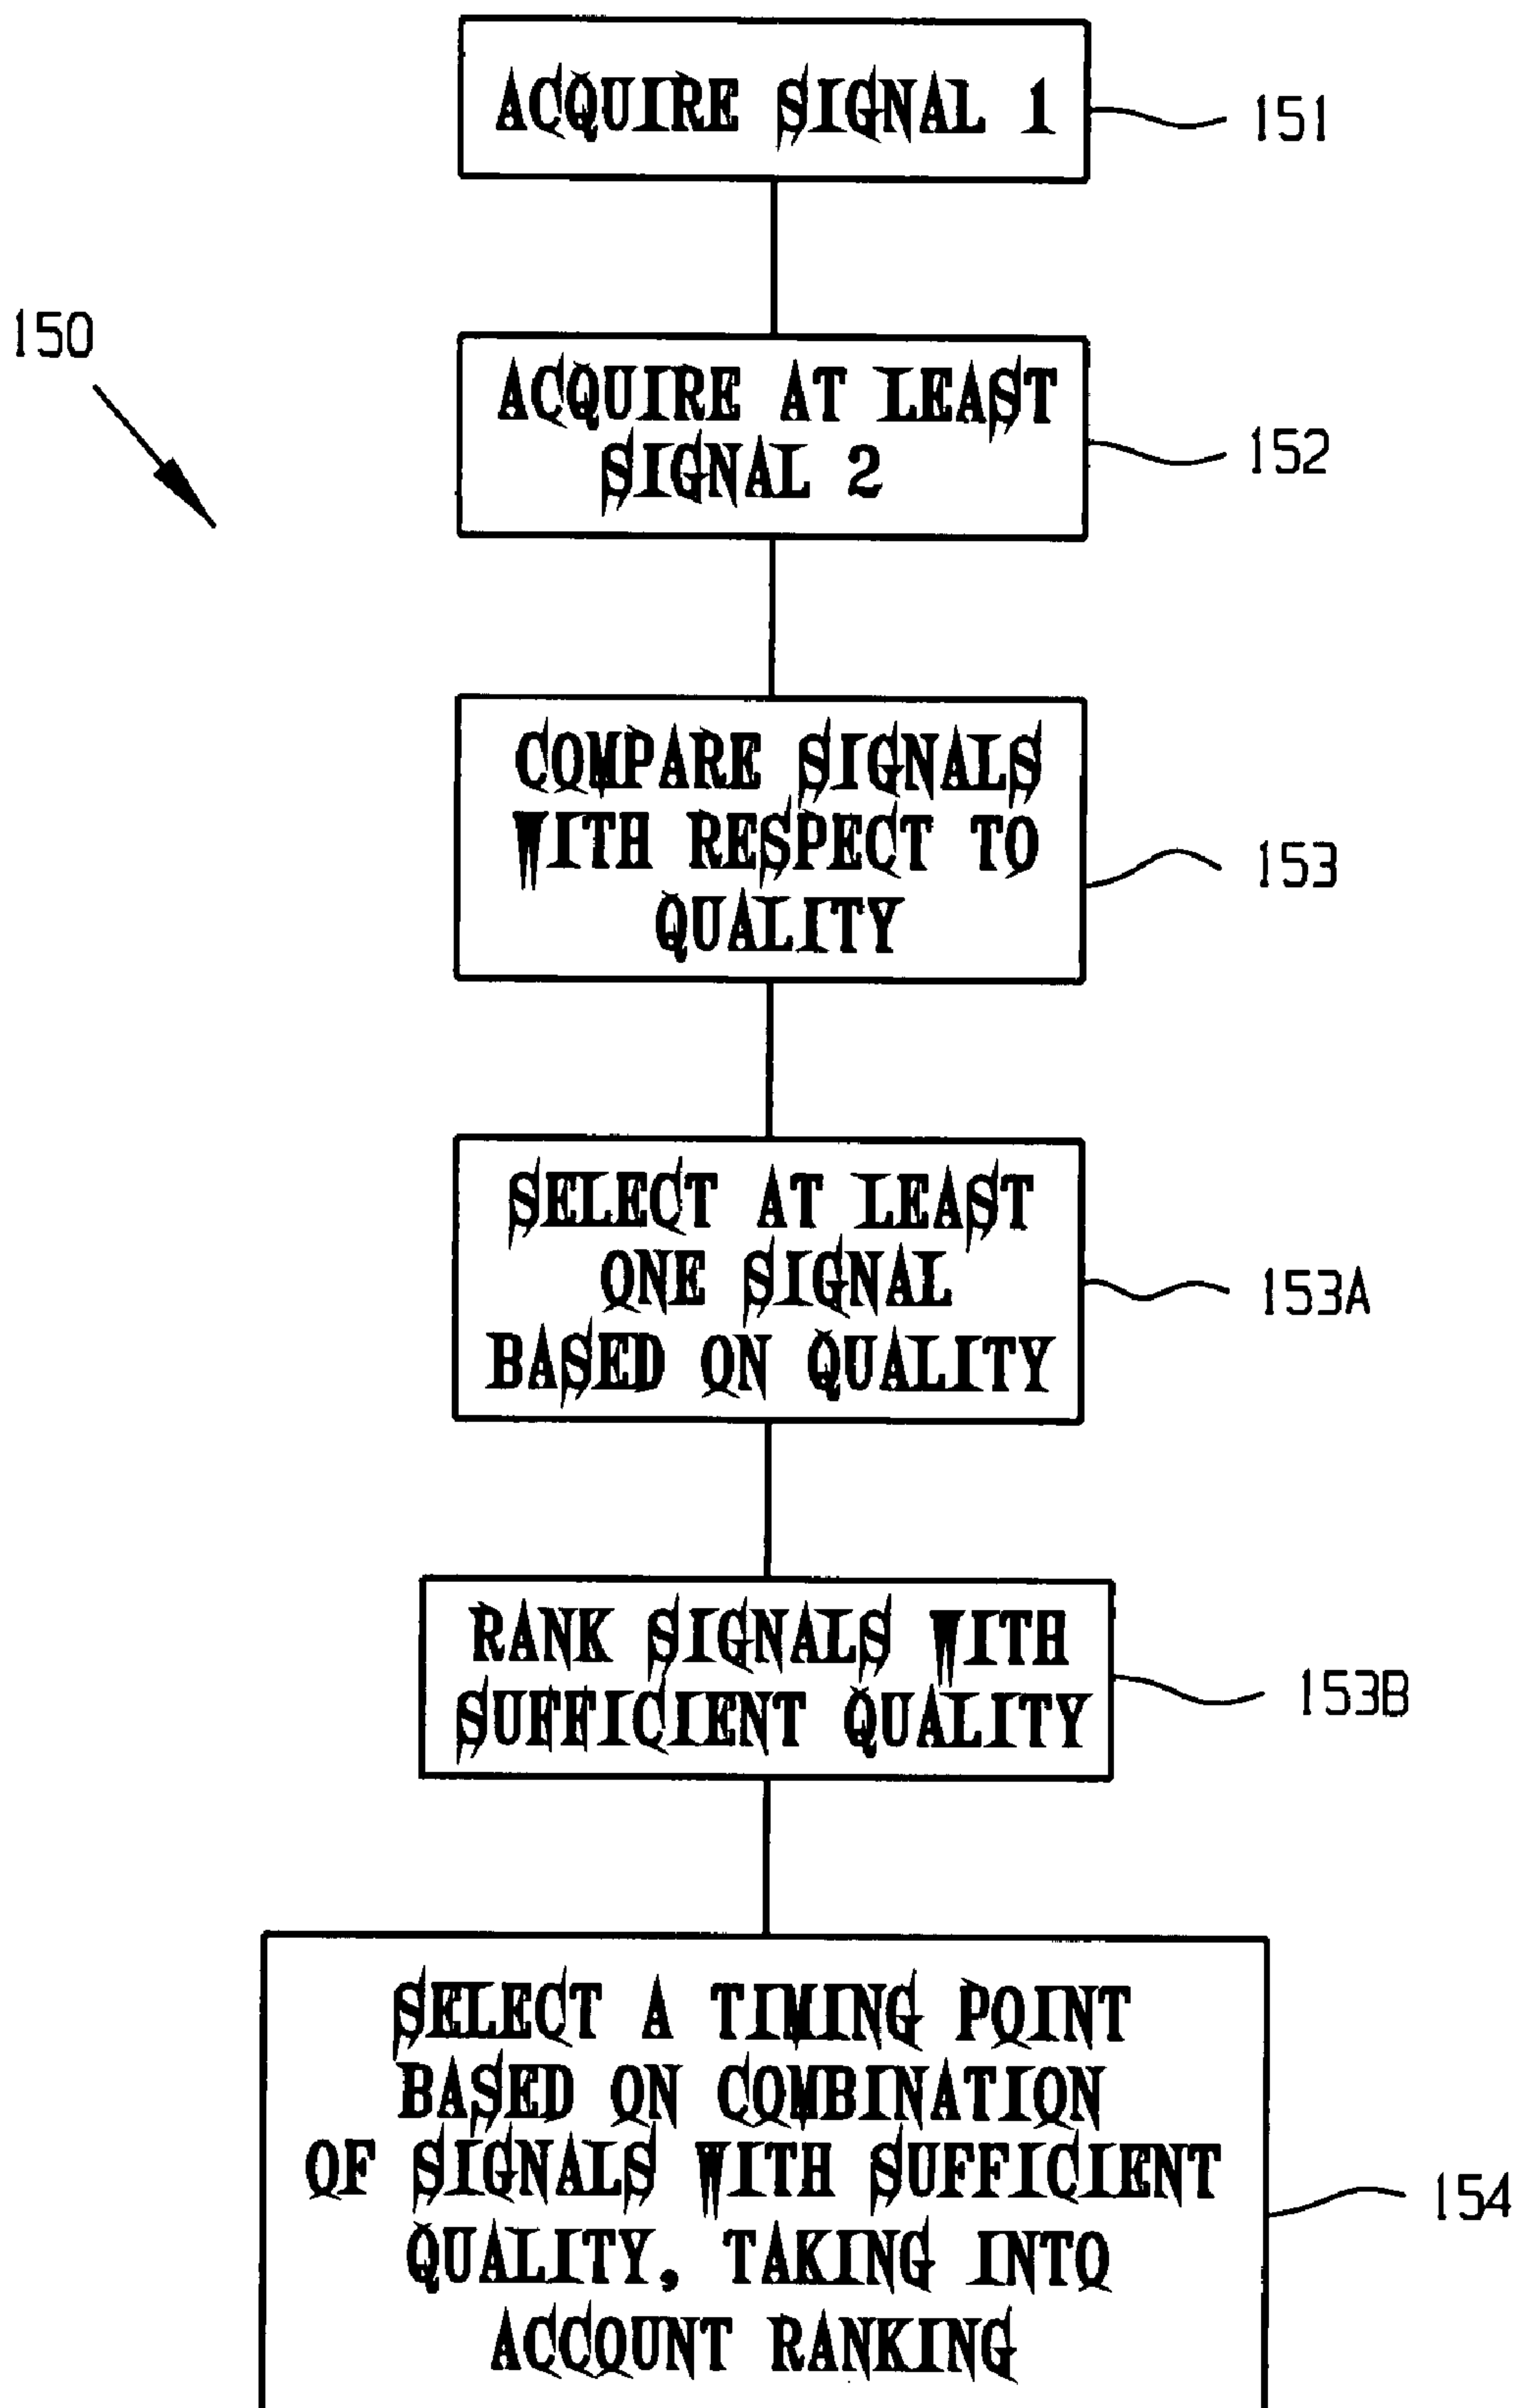 ACQUIRE SIGNAL 1
151
150
ACQUIRE AT LEAST
SIGNAL 2
152
COMPARE SIGNALS
WITH RESPECT TO
QUALITY
153
SELECT AT LEAST
ONE SIGNAL
BASED ON QUALITY
153A
RANK SIGNALS WITH
SUFFICIENT QUALITY
153B
SELECT A TIMING POINT
BASED ON COMBINATION
OF SIGNALS WITH SUFFICIENT
QUALITY, TAKING INTO
ACCOUNT RANKING
154